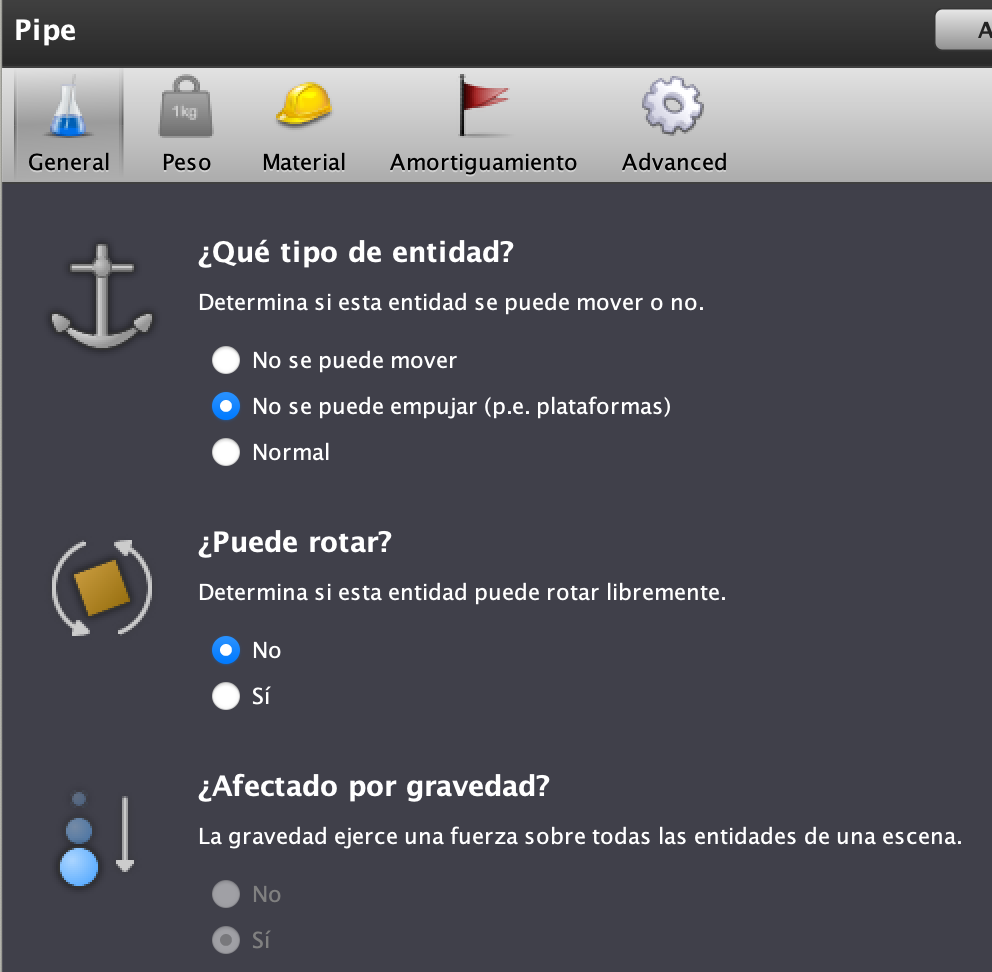 Pipe
General
1kg
Peso
Material
Amortiguamiento
Advanced
¿Qué tipo de entidad?
Determina si esta entidad se puede mover o no.
No se puede mover
No se puede empujar (p.e. plataformas)
Normal
¿Puede rotar?
Determina si esta entidad puede rotar libremente.
No
Sí
¿Afectado por gravedad?
La gravedad ejerce una fuerza sobre todas las entidades de una escena.
No
Sí